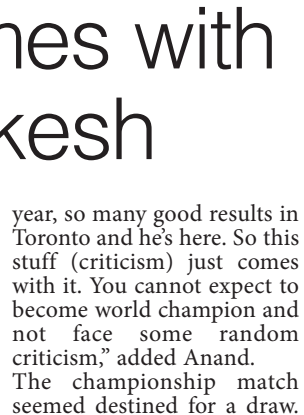 mes with
kesh
year, so many good results in
Toronto and he's here. So this
stuff (criticism) just comes
with it. You cannot expect to
become world champion and
not face some random
criticism,” added Anand.
The championship match
seemed destined for a draw.